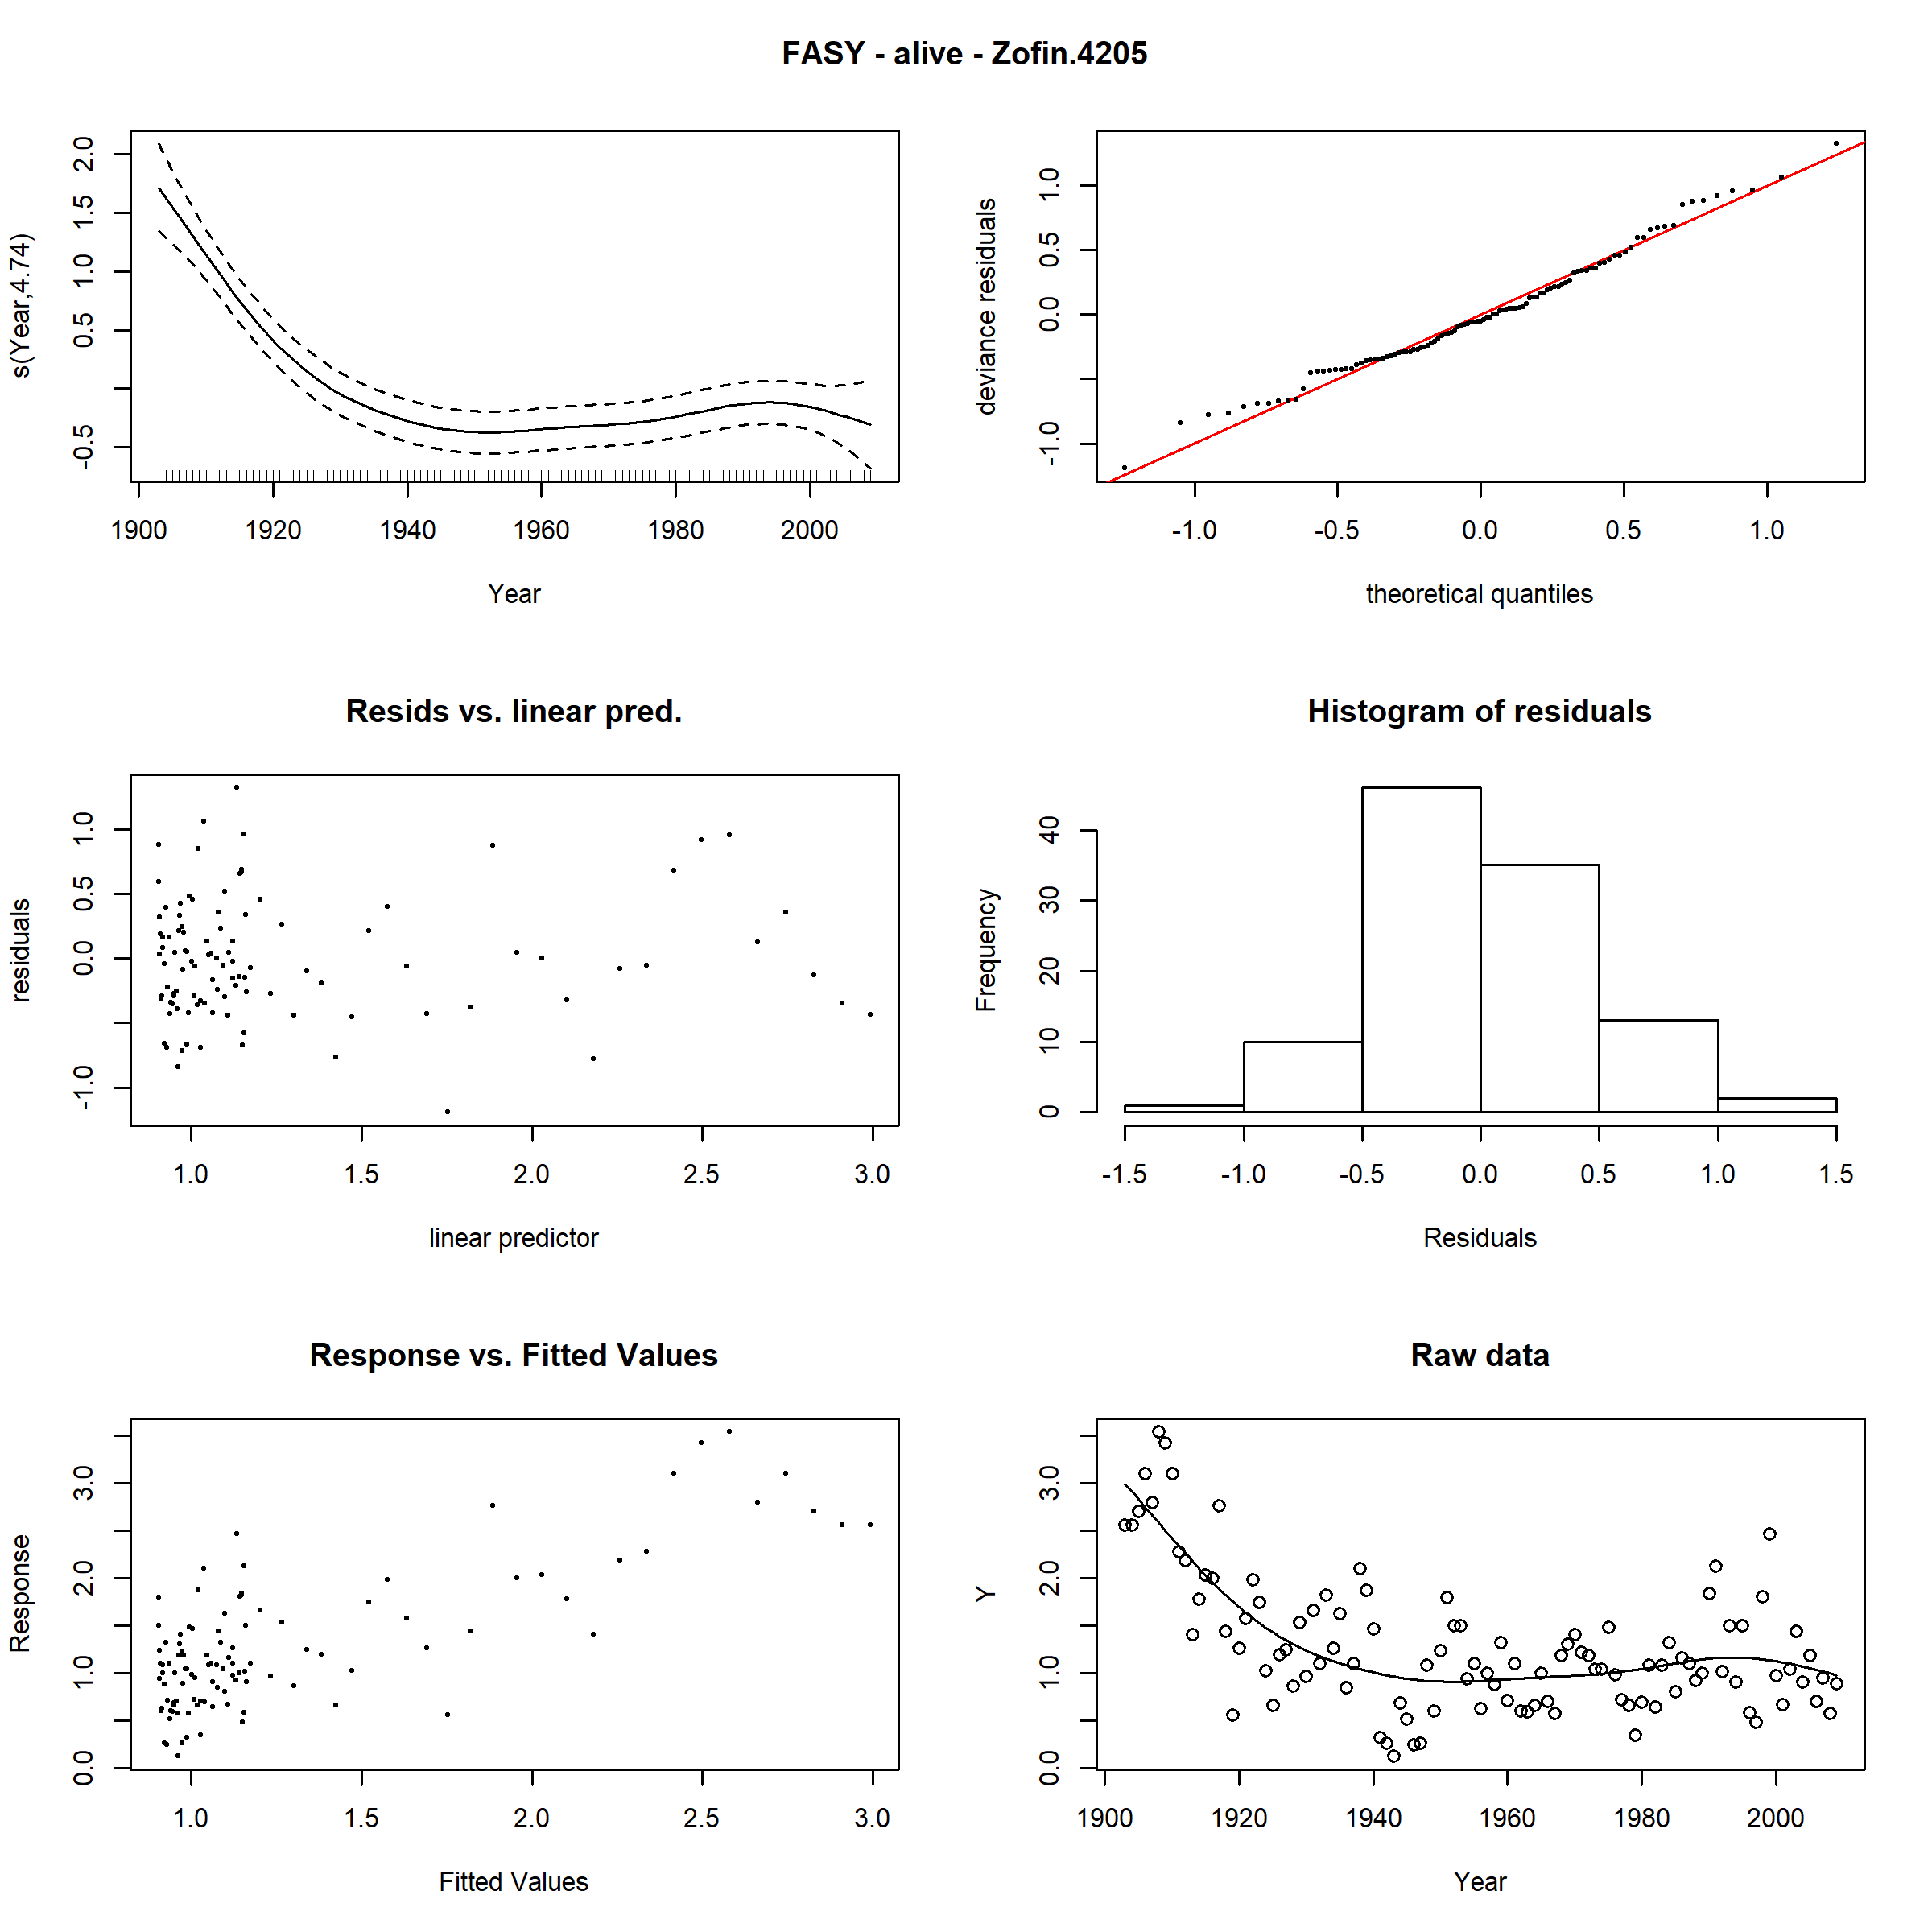 FASY - alive - Zofin.4205
s(Year,4.74)
-0.5 0.5 1.0 1.5 2.0
1900 1920 1940 1960 1980 2000
Year
deviance residuals
-1.0 0.0 0.5 1.0
-1.0 -0.5 0.0 0.5 1.0
theoretical quantiles
Resids vs. linear pred.
residuals
-1.0 0.0 0.5 1.0
1.0 1.5 2.0 2.5 3.0
linear predictor
Histogram of residuals
Frequency
0 10 20 30 40
-1.5 -1.0 -0.5 0.0 0.5 1.0 1.5
Residuals
Response vs. Fitted Values
Response
0.0 1.0 2.0 3.0
1.0 1.5 2.0 2.5 3.0
Fitted Values
Raw data
Y
0.0 1.0 2.0 3.0
1900 1920 1940 1960 1980 2000
Year